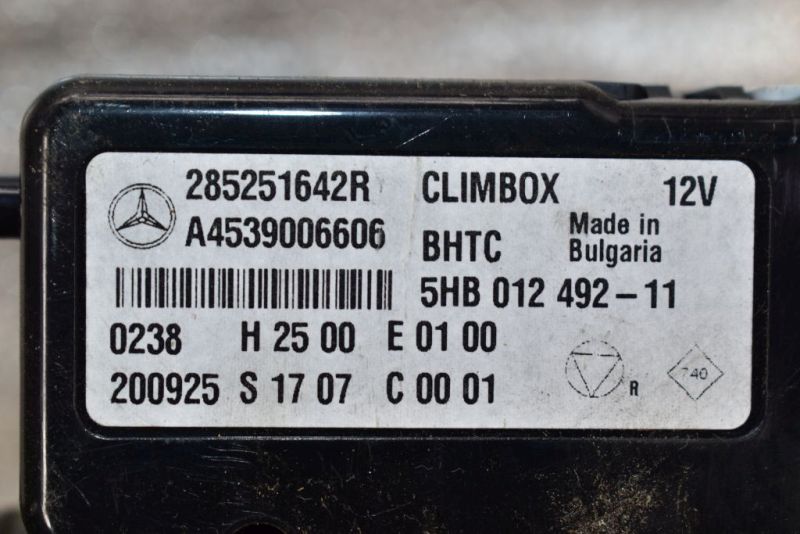 285251642R CLIMBOX 12V
A4539006606 BHTC Made in Bulgaria
5HB 012 492-11
0238 H 25 00 E 01 00
200925 S 17 07 C 00 01
R 740